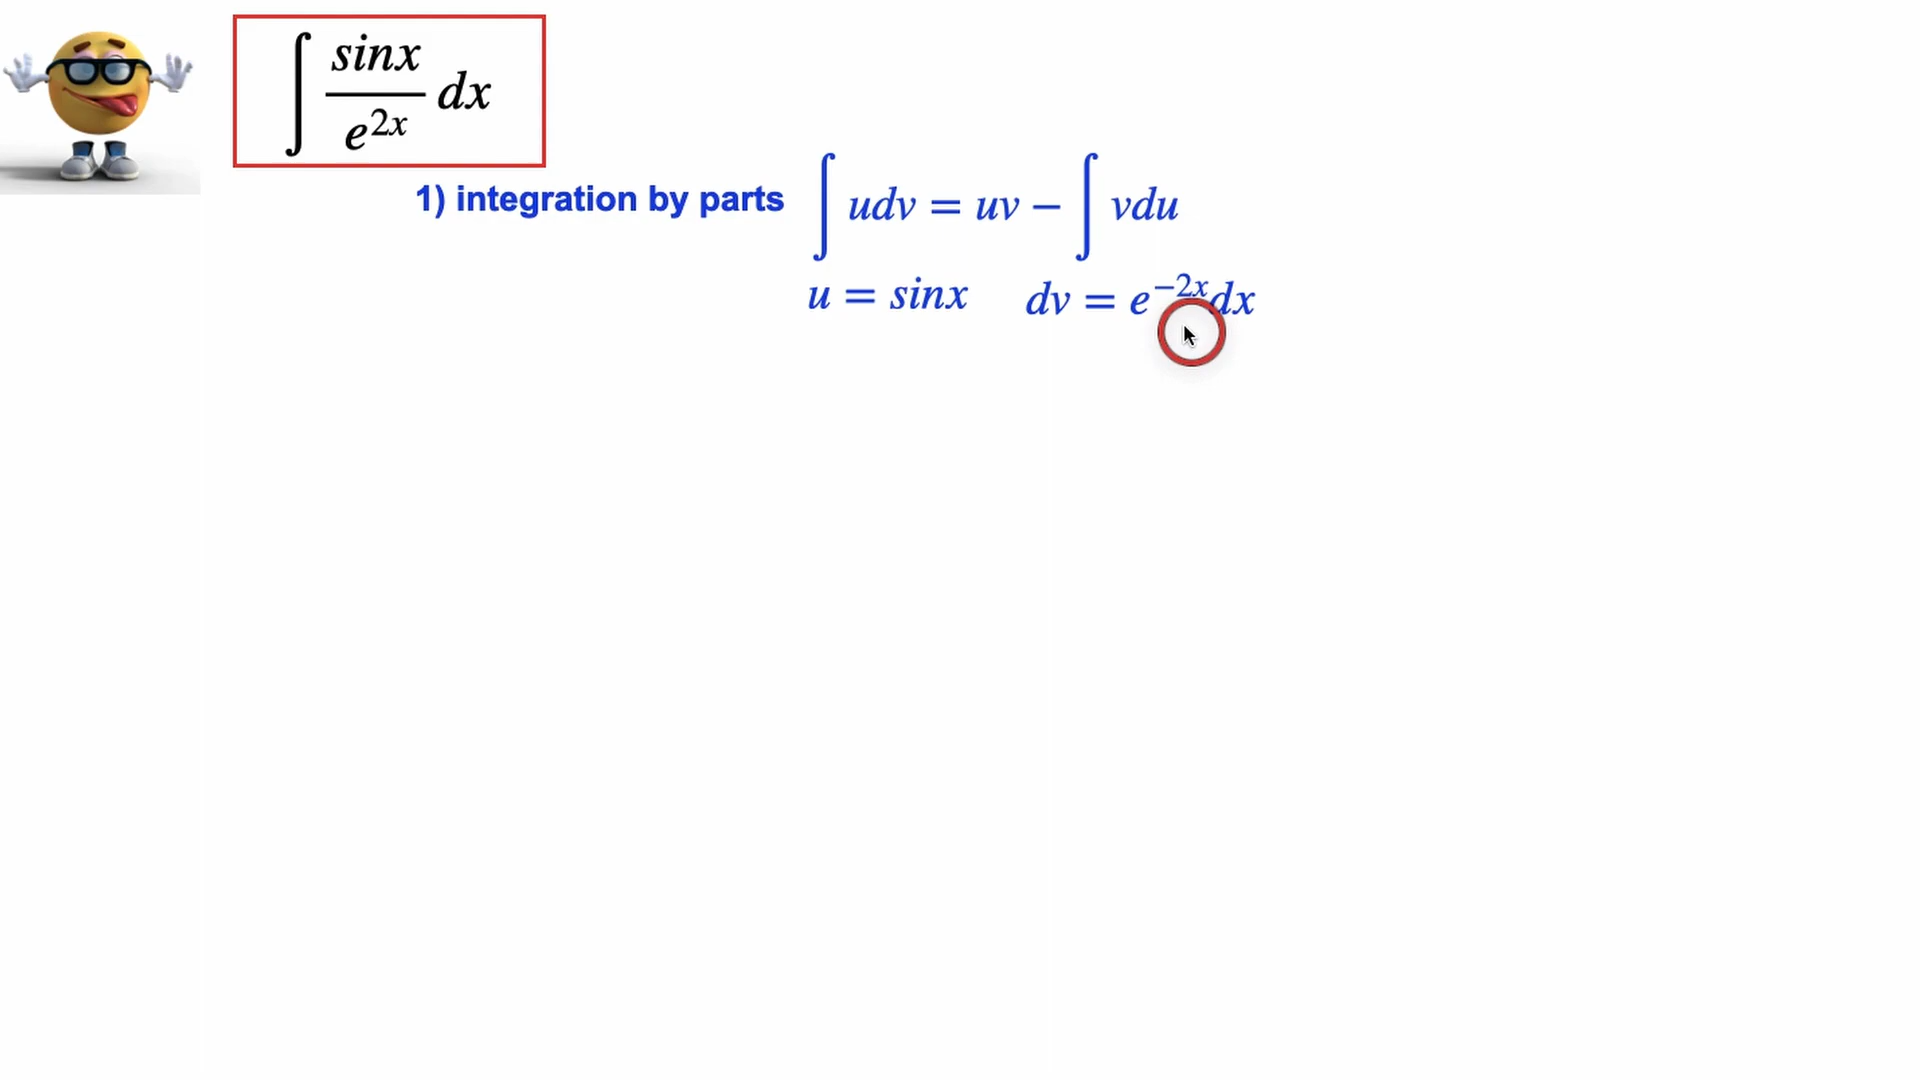 ∫ sinx / e^{2x} dx
1) integration by parts ∫ udv = uv − ∫ vdu
u = sinx dv = e^{−2x}dx